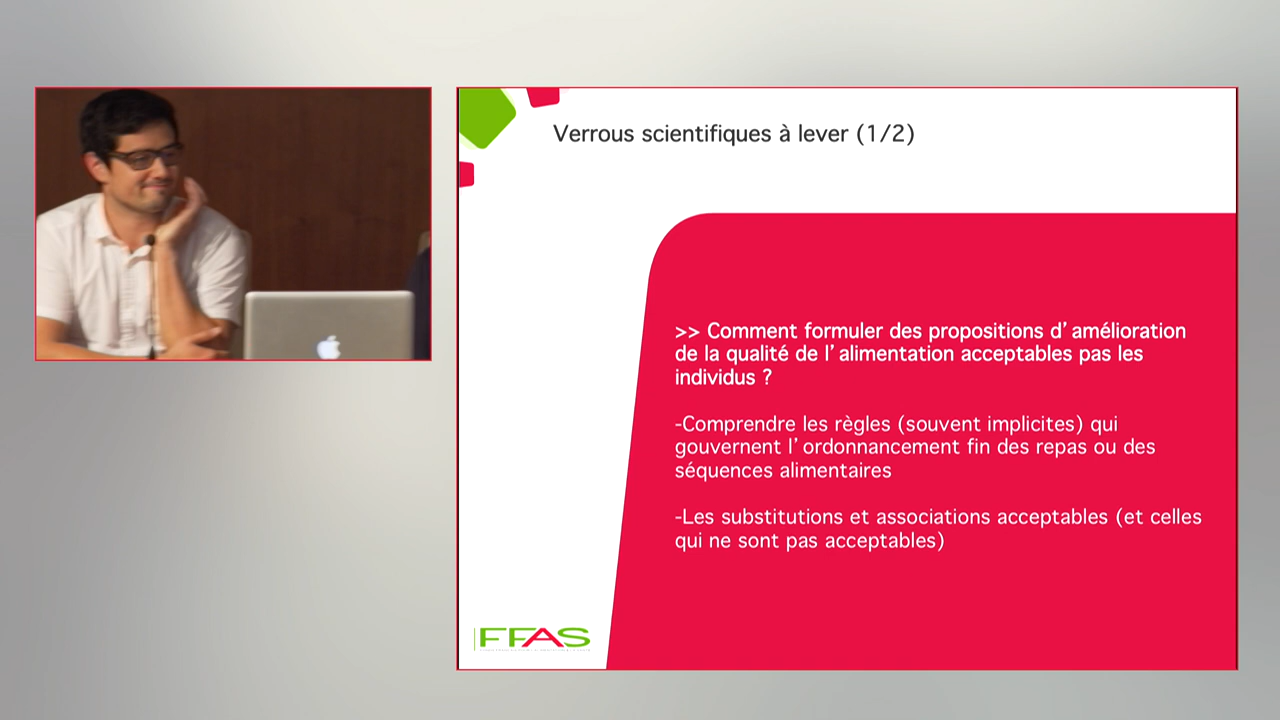 Verrous scientifiques à lever (1/2)
>> Comment formuler des propositions d’amélioration
de la qualité de l’alimentation acceptables pas les
individus ?
-Comprendre les règles (souvent implicites) qui
gouvernent l’ordonnancement fin des repas ou des
séquences alimentaires
-Les substitutions et associations acceptables (et celles
qui ne sont pas acceptables)
FFAS